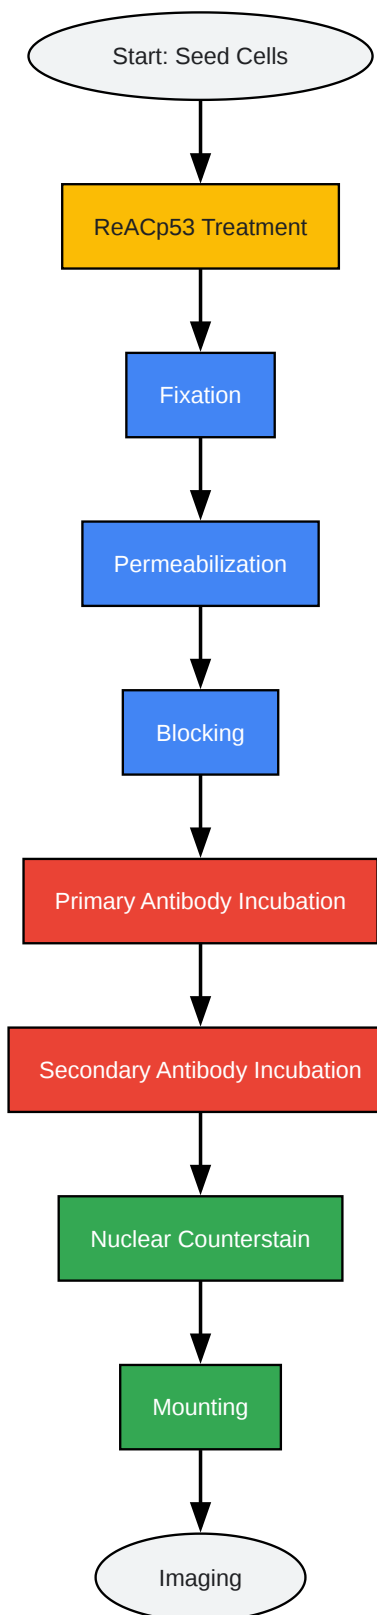 Start: Seed Cells
ReACp53 Treatment
Fixation
Permeabilization
Blocking
Primary Antibody Incubation
Secondary Antibody Incubation
Nuclear Counterstain
Mounting
Imaging